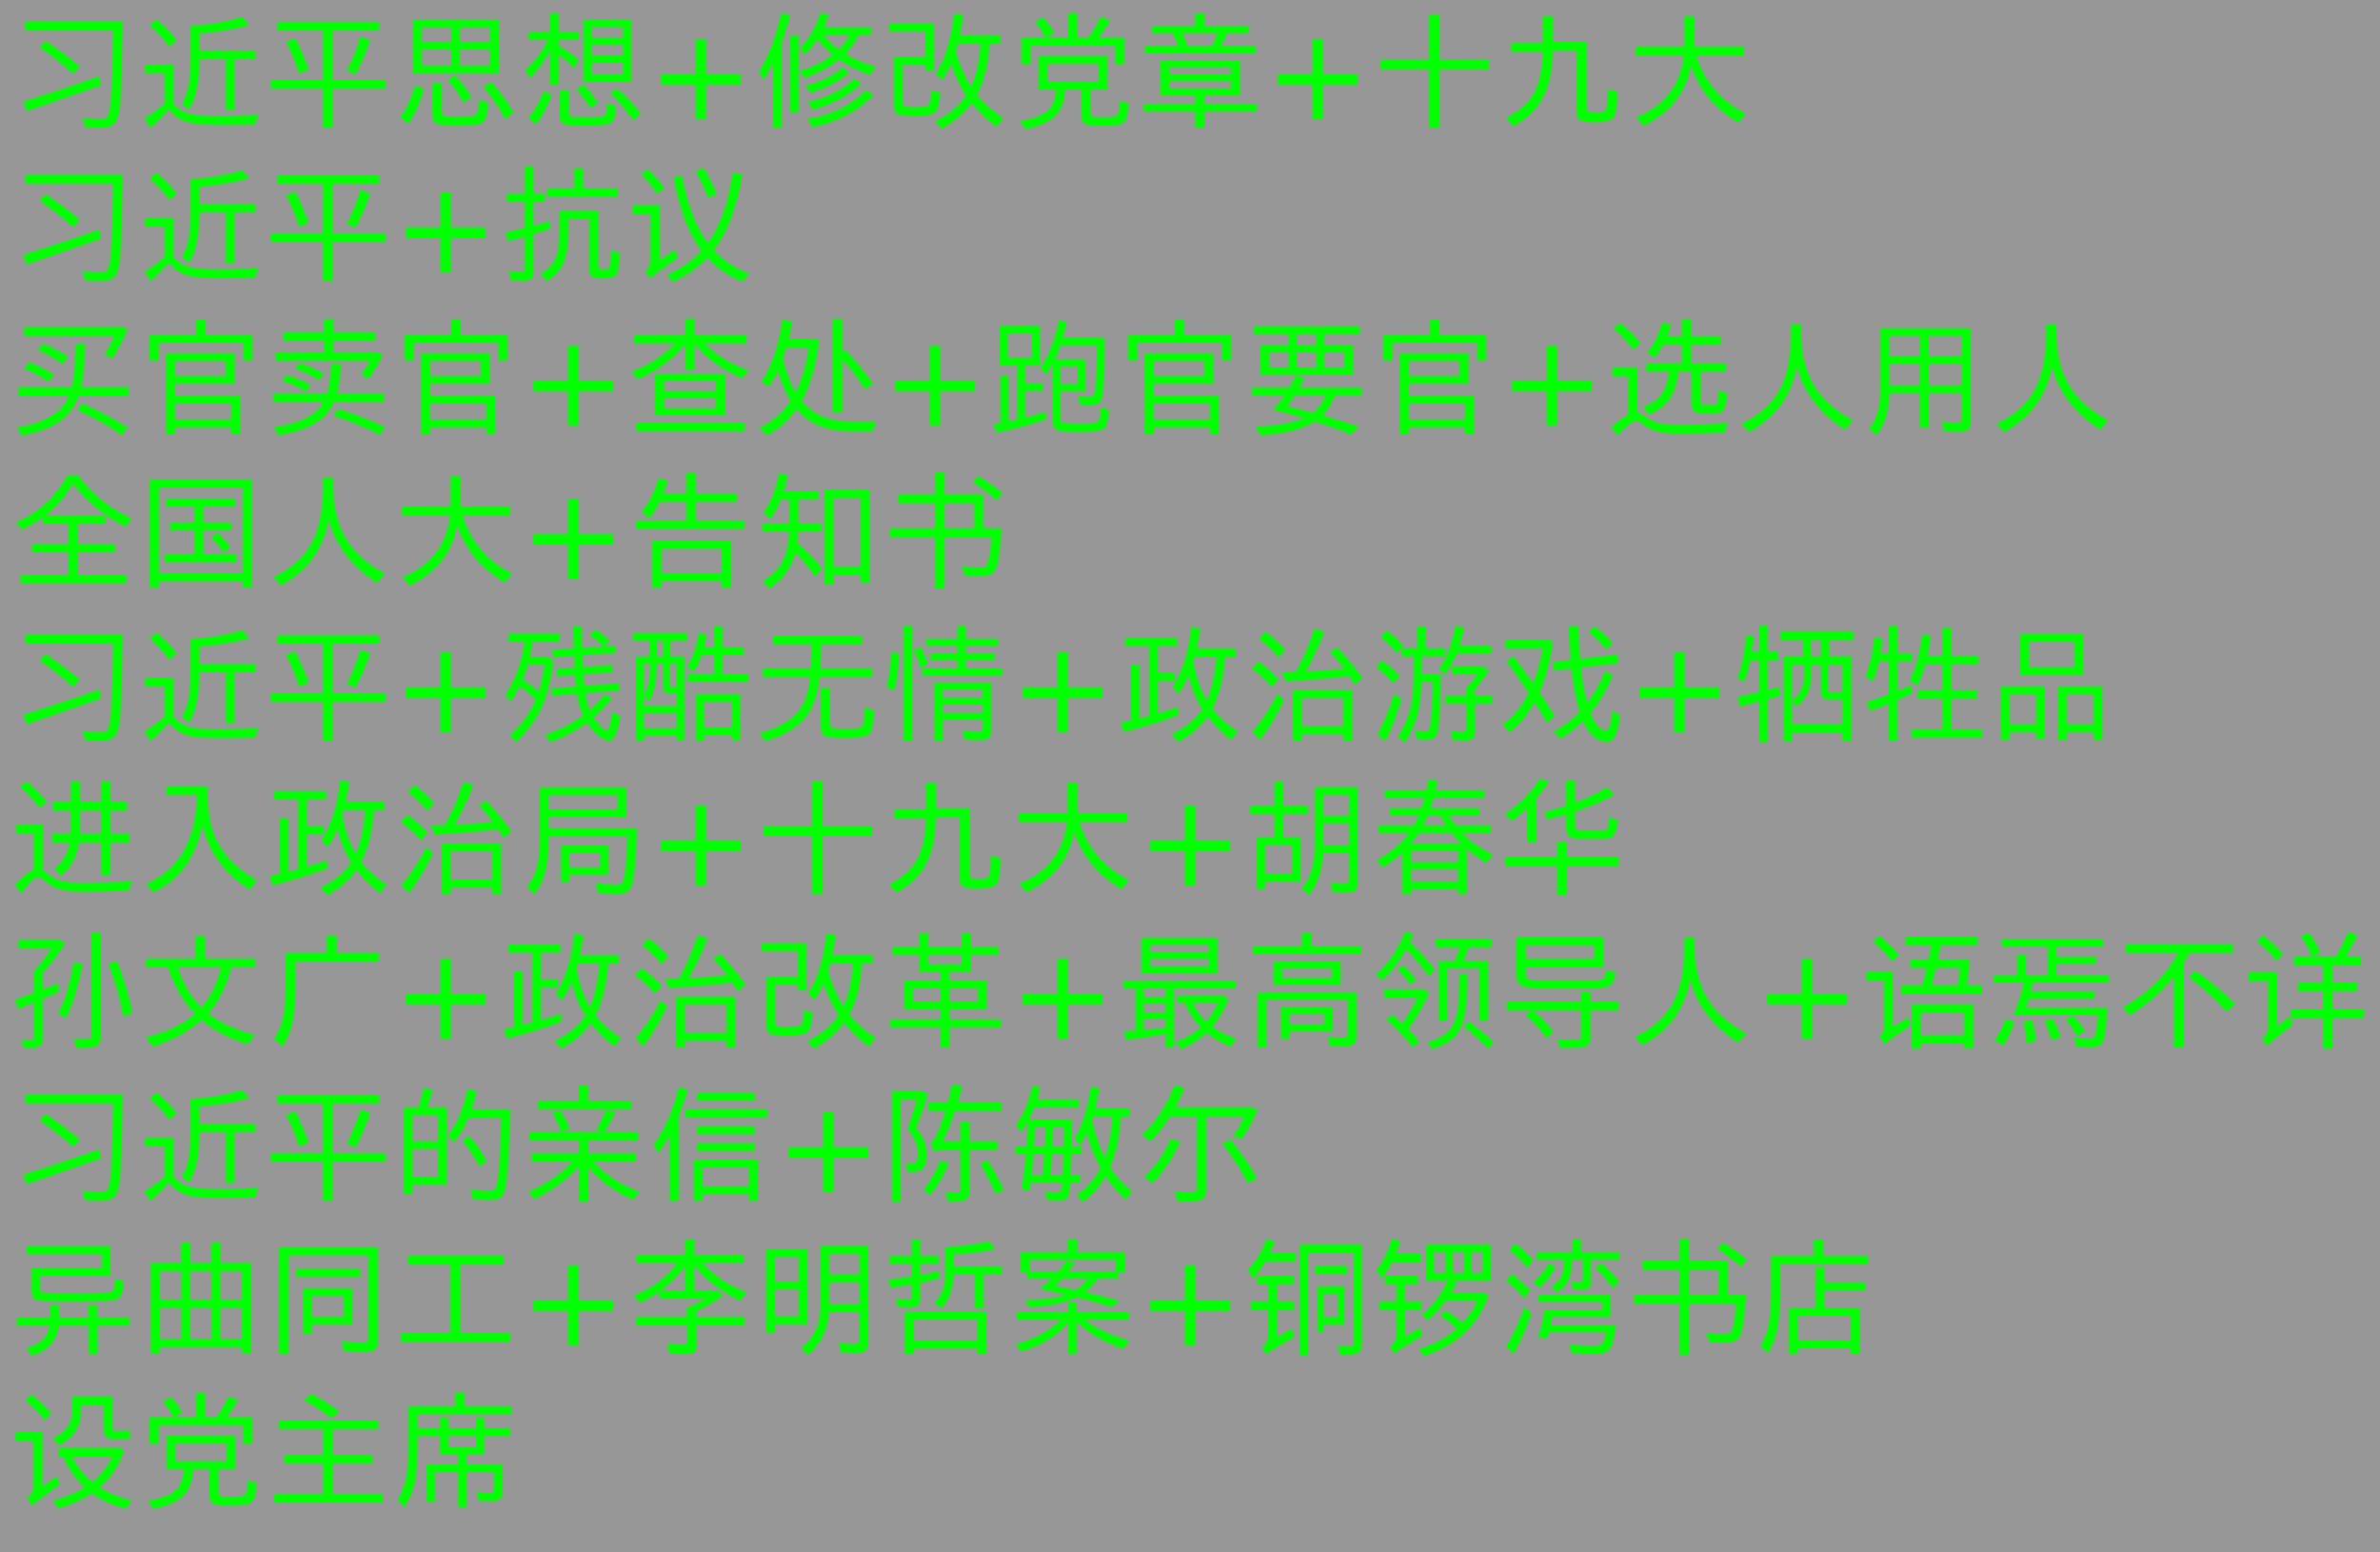 习近平思想+修改党章+十九大
习近平+抗议
买官卖官+查处+跑官要官+选人用人
全国人大+告知书
习近平+残酷无情+政治游戏+牺牲品
进入政治局+十九大+胡春华
孙文广+政治改革+最高领导人+语焉不详
习近平的亲信+陈敏尔
异曲同工+李明哲案+铜锣湾书店
设党主席